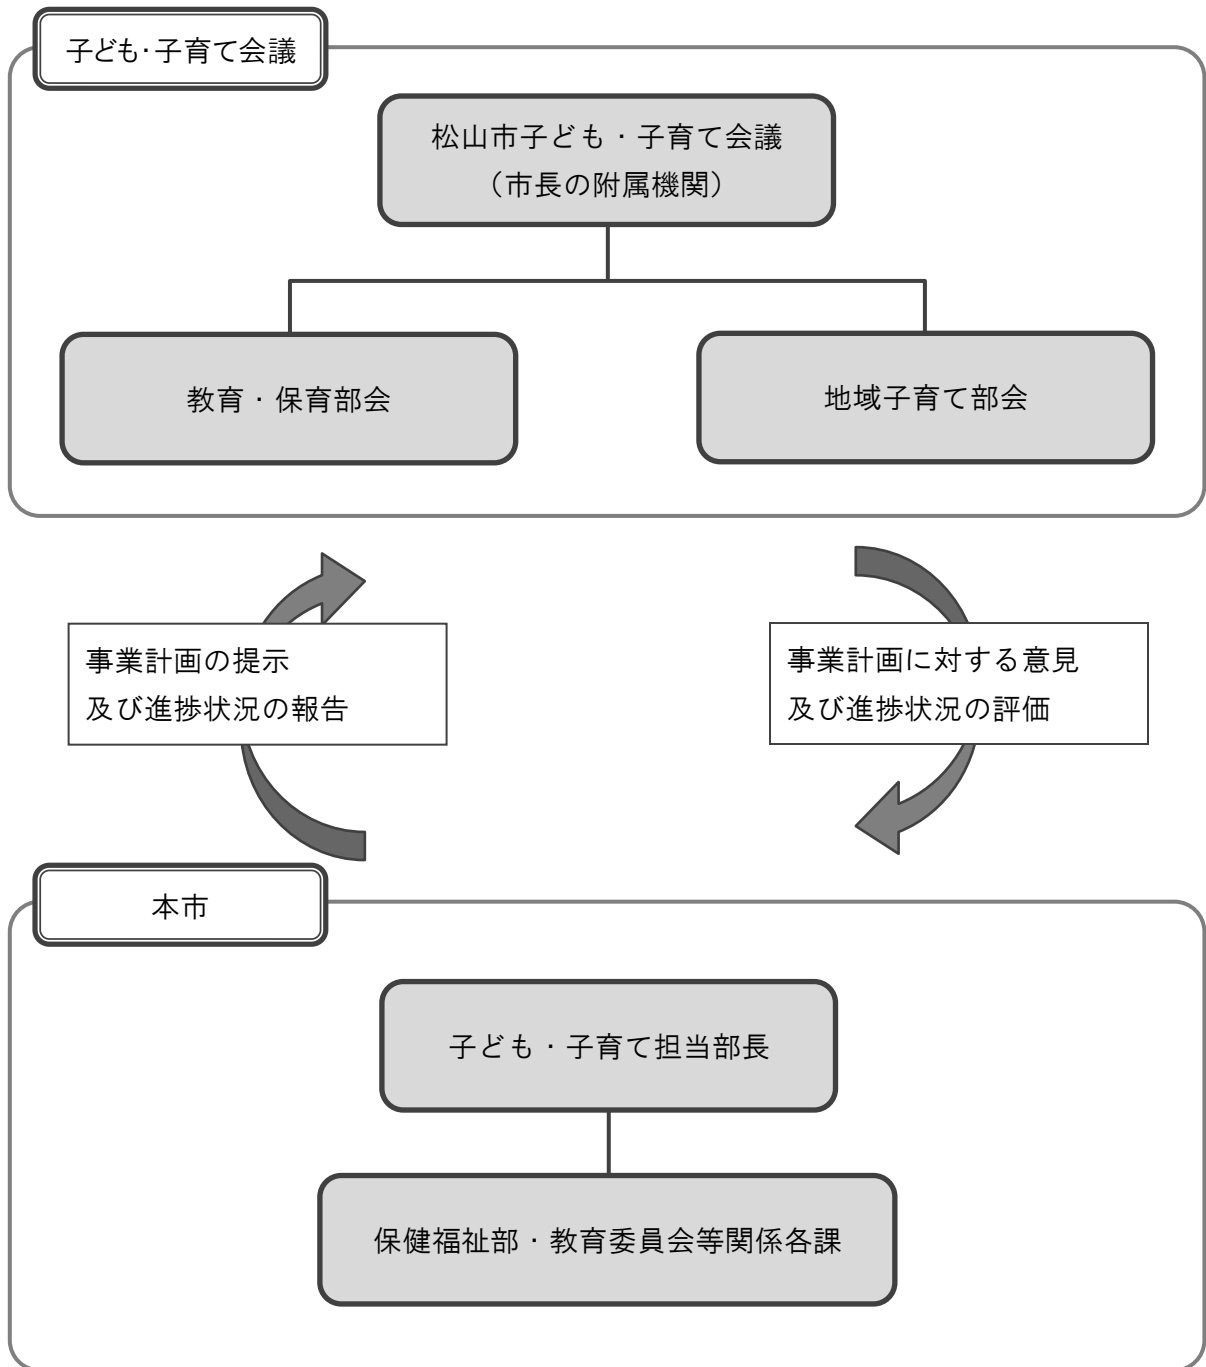 子ども・子育て会議
松山市子ども・子育て会議
（市長の附属機関）
教育・保育部会
地域子育て部会
事業計画の提示
及び進捗状況の報告
事業計画に対する意見
及び進捗状況の評価
本市
子ども・子育て担当部長
保健福祉部・教育委員会等関係各課